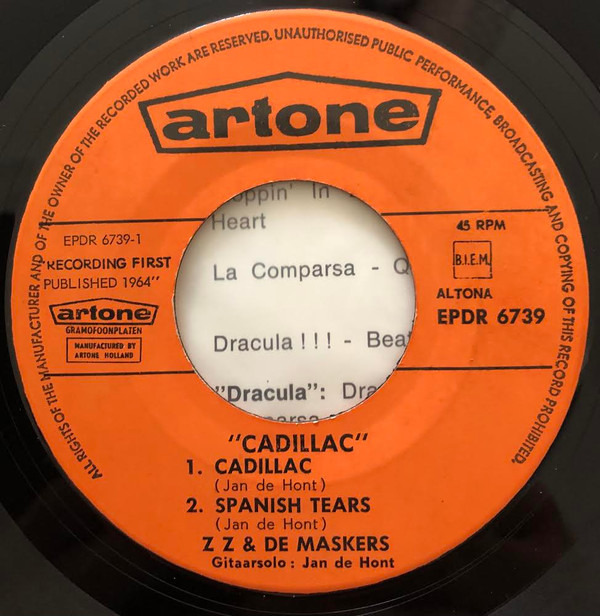 ALL RIGHTS OF THE MANUFACTURER AND OF THE OWNER OF THE RECORDED WORK ARE RESERVED. UNAUTHORISED PUBLIC PERFORMANCE, BROADCASTING AND COPYING OF THIS RECORD PROHIBITED.
artone
In
Heart
La Comparsa -
Dracula!!! -
"Dracula":
EPDR 6739-1
"RECORDING FIRST
PUBLISHED 1964"
artone
GRAMOFOONPLATEN
MANUFACTURED BY
ARTONE HOLLAND
45 RPM
B.I.E.M.
ALTONA
EPDR 6739
"CADILLAC"
1. CADILLAC
(Jan de Hont)
2. SPANISH TEARS
(Jan de Hont)
Z Z & DE MASKERS
Gitaarsolo: Jan de Hont